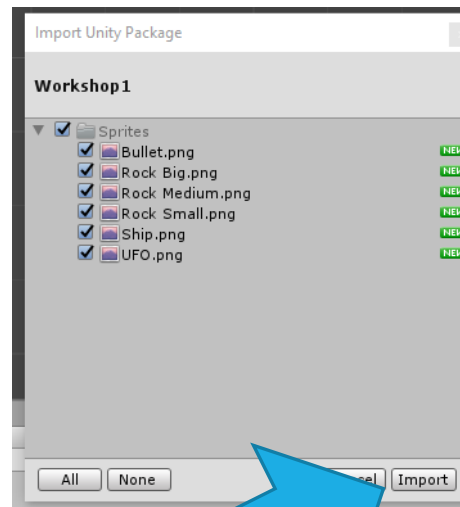 Import Unity Package
Workshop1
Sprites
Bullet.png
Rock Big.png
Rock Medium.png
Rock Small.png
Ship.png
UFO.png
All None Import